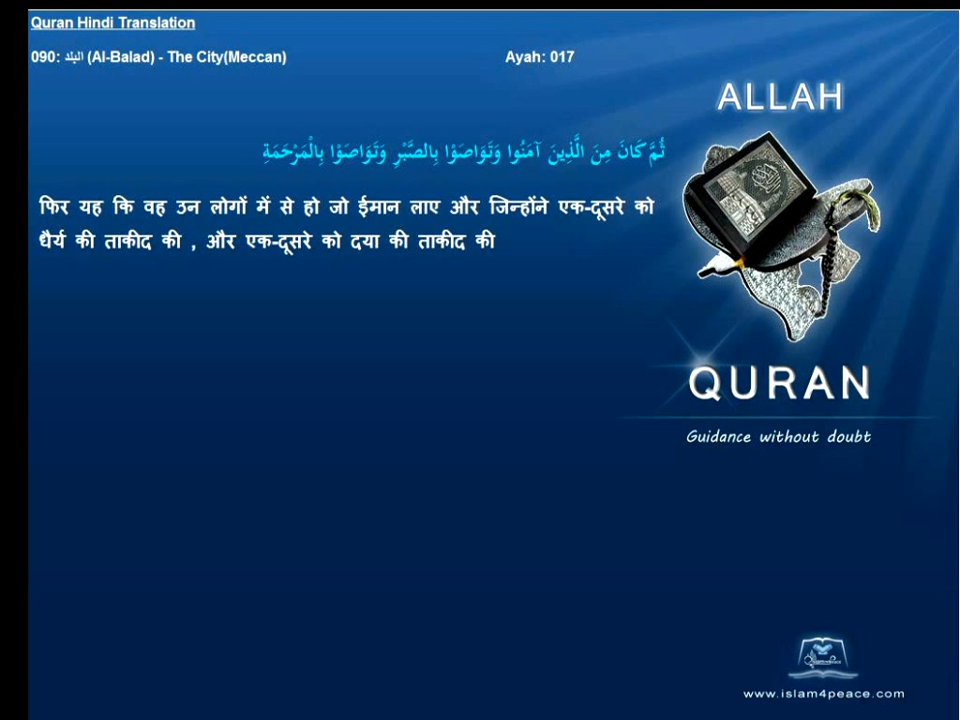 Quran Hindi Translation
090: البلد (Al-Balad) - The City(Meccan) Ayah: 017
ALLAH
ثُمَّ كَانَ مِنَ الَّذِينَ آمَنُوا وَتَوَاصَوْا بِالصَّبْرِ وَتَوَاصَوْا بِالْمَرْحَمَةِ
फिर यह कि वह उन लोगों में से हो जो ईमान लाए और जिन्होंने एक-दूसरे को
धैर्य की ताकीद की , और एक-दूसरे को दया की ताकीद की
QURAN
Guidance without doubt
www.islam4peace.com